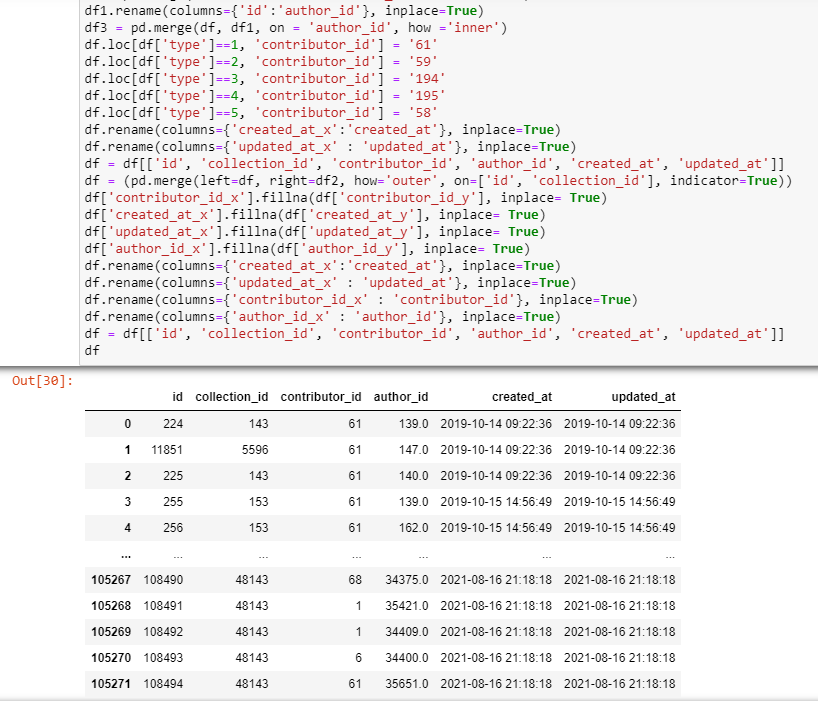 df1.rename(columns={'id':'author_id'}, inplace=True)
df3 = pd.merge(df, df1, on = 'author_id', how ='inner')
df.loc[df['type']==1, 'contributor_id'] = '61'
df.loc[df['type']==2, 'contributor_id'] = '59'
df.loc[df['type']==3, 'contributor_id'] = '194'
df.loc[df['type']==4, 'contributor_id'] = '195'
df.loc[df['type']==5, 'contributor_id'] = '58'
df.rename(columns={'created_at_x':'created_at'}, inplace=True)
df.rename(columns={'updated_at_x' : 'updated_at'}, inplace=True)
df = df[['id', 'collection_id', 'contributor_id', 'author_id', 'created_at', 'updated_at']]
df = (pd.merge(left=df, right=df2, how='outer', on=['id', 'collection_id'], indicator=True))
df['contributor_id_x'].fillna(df['contributor_id_y'], inplace= True)
df['created_at_x'].fillna(df['created_at_y'], inplace= True)
df['updated_at_x'].fillna(df['updated_at_y'], inplace= True)
df['author_id_x'].fillna(df['author_id_y'], inplace= True)
df.rename(columns={'created_at_x':'created_at'}, inplace=True)
df.rename(columns={'updated_at_x' : 'updated_at'}, inplace=True)
df.rename(columns={'contributor_id_x' : 'contributor_id'}, inplace=True)
df.rename(columns={'author_id_x' : 'author_id'}, inplace=True)
df = df[['id', 'collection_id', 'contributor_id', 'author_id', 'created_at', 'updated_at']]
df
Out[30]:
id collection_id contributor_id author_id created_at updated_at
0 224 143 61 139.0 2019-10-14 09:22:36 2019-10-14 09:22:36
1 11851 5596 61 147.0 2019-10-14 09:22:36 2019-10-14 09:22:36
2 225 143 61 140.0 2019-10-14 09:22:36 2019-10-14 09:22:36
3 255 153 61 139.0 2019-10-15 14:56:49 2019-10-15 14:56:49
4 256 153 61 162.0 2019-10-15 14:56:49 2019-10-15 14:56:49
... ... ... ... ... ... ...
105267 108490 48143 68 34375.0 2021-08-16 21:18:18 2021-08-16 21:18:18
105268 108491 48143 1 35421.0 2021-08-16 21:18:18 2021-08-16 21:18:18
105269 108492 48143 1 34409.0 2021-08-16 21:18:18 2021-08-16 21:18:18
105270 108493 48143 6 34400.0 2021-08-16 21:18:18 2021-08-16 21:18:18
105271 108494 48143 61 35651.0 2021-08-16 21:18:18 2021-08-16 21:18:18